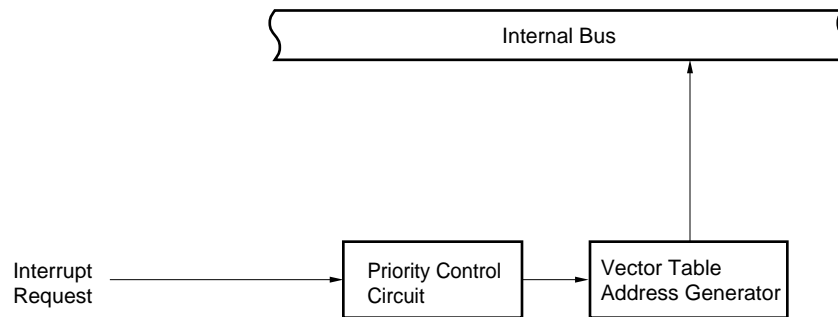 Internal Bus
Interrupt
Request
Priority Control
Circuit
Vector Table
Address Generator